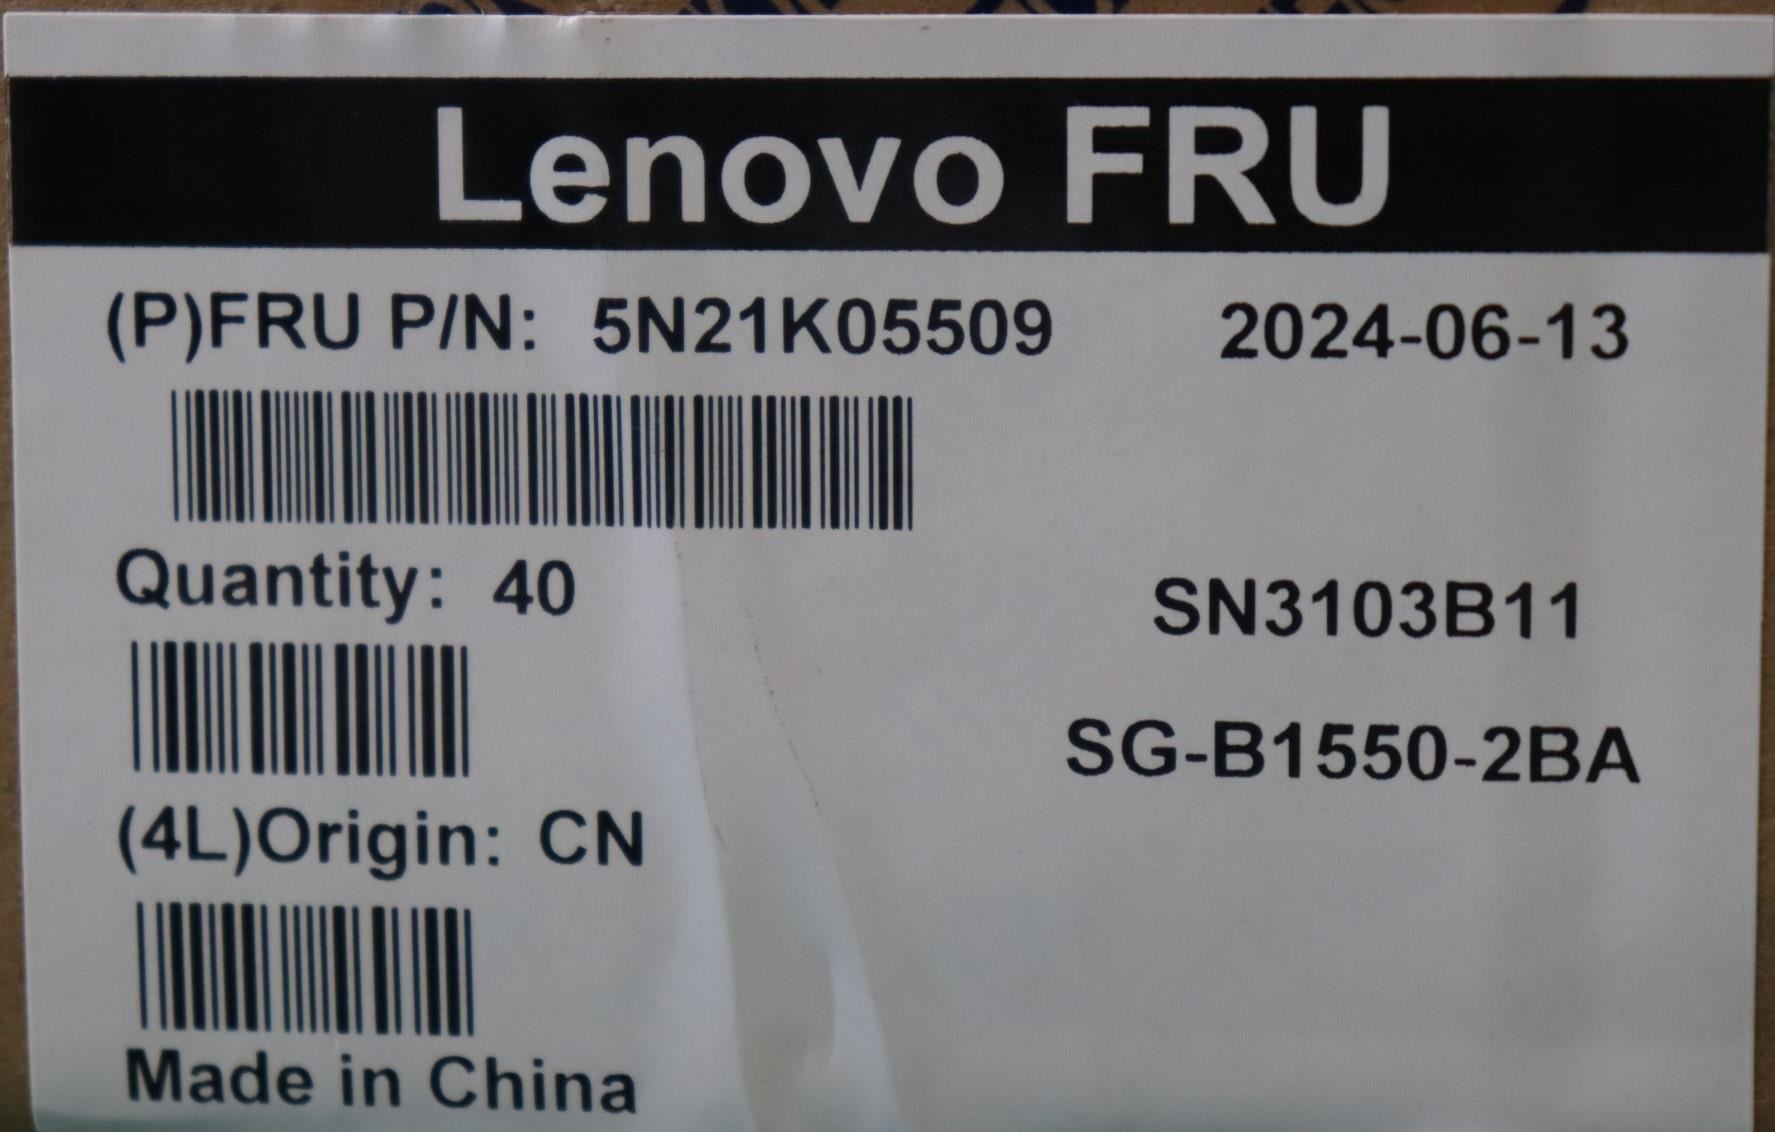 Lenovo FRU
(P)FRU P/N: 5N21K05509 2024-06-13
Quantity: 40
SN3103B11
SG-B1550-2BA
(4L)Origin: CN
Made in China